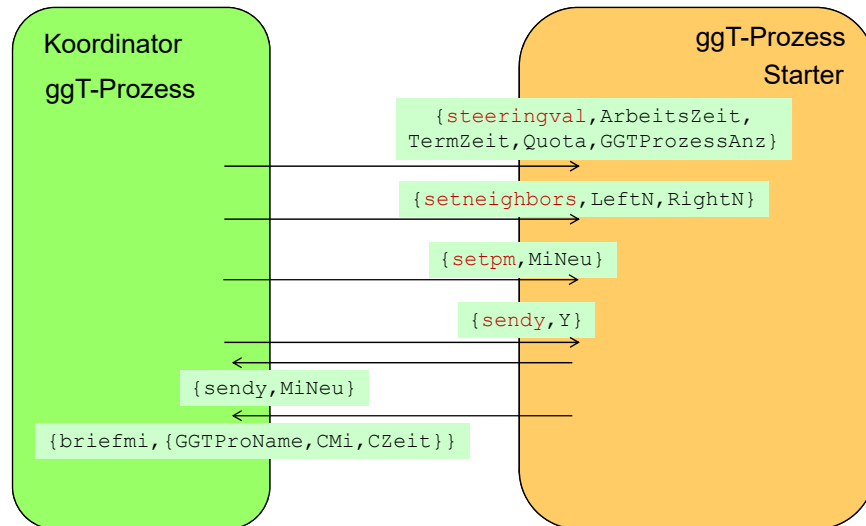 Koordinator
ggT-Prozess
ggT-Prozess
Starter
{steeringval,ArbeitsZeit,
TermZeit,Quota,GGTProzessAnz}
{setneighbors,LeftN,RightN}
{setpm,MiNeu}
{sendy,Y}
{sendy,MiNeu}
{briefmi,{GGTProName,CMi,CZeit}}